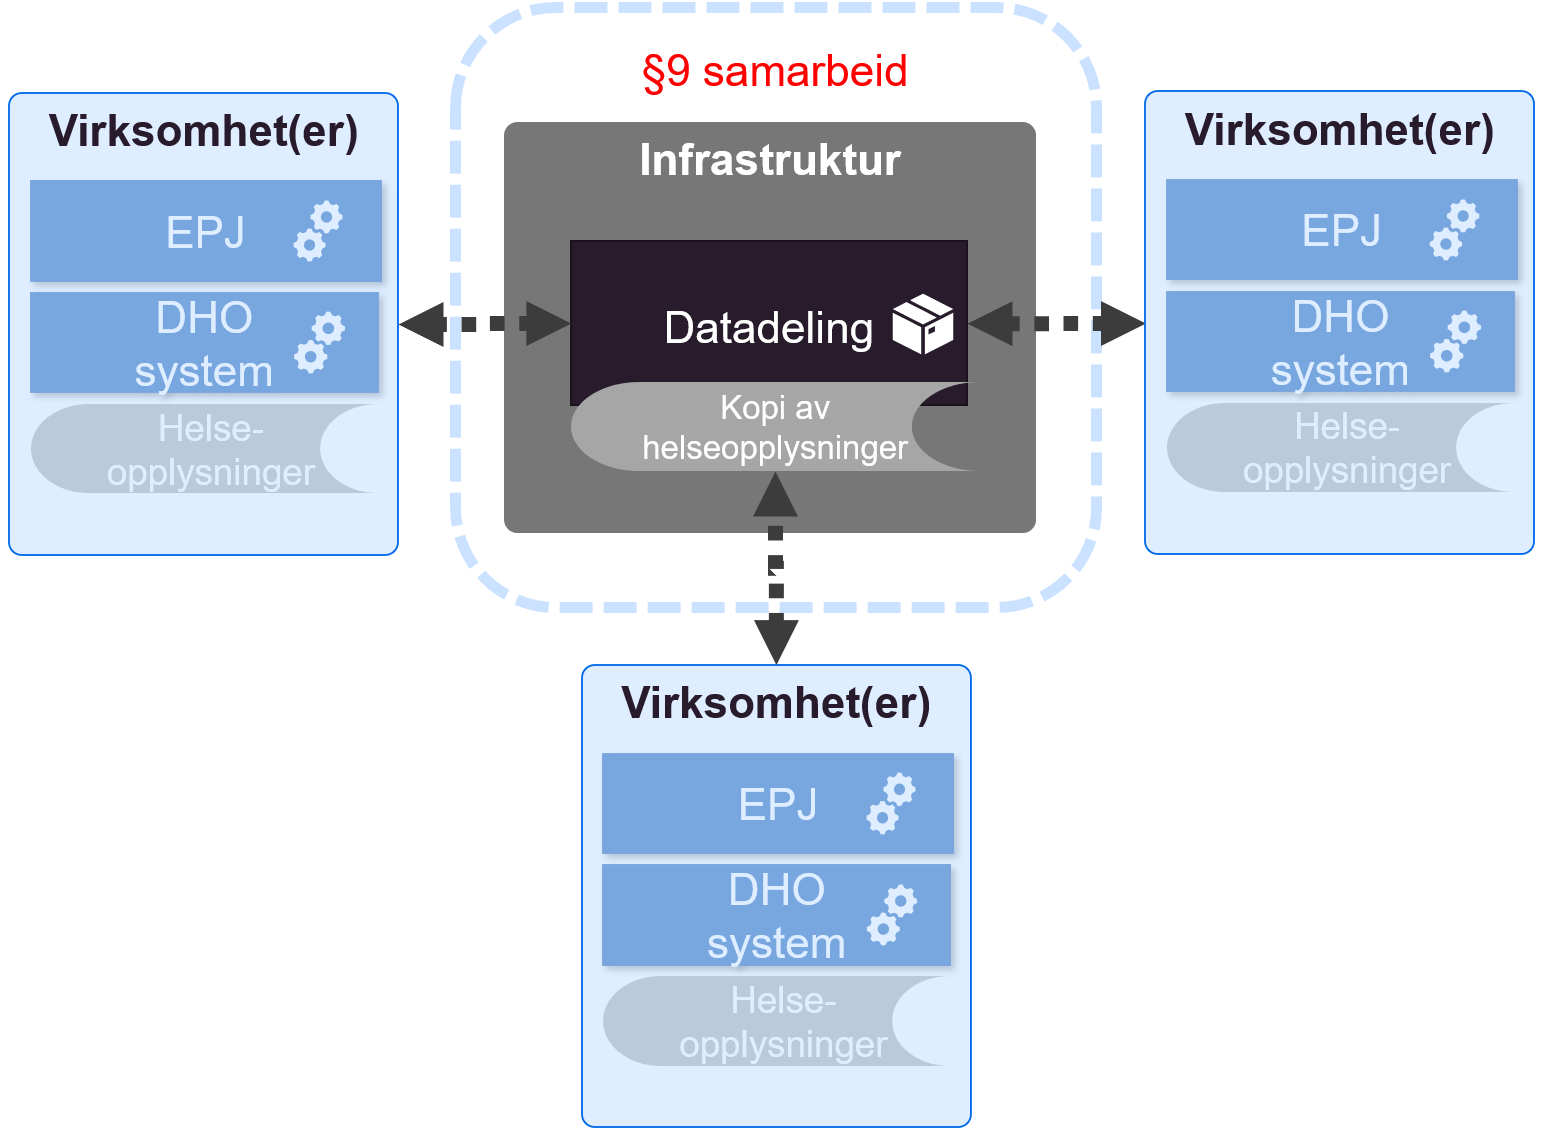 §9 samarbeid
Virksomhet(er)
EPJ
DHO
system
Helse-
opplysninger
Infrastruktur
Datadeling
Kopi av
helseopplysninger
Virksomhet(er)
EPJ
DHO
system
Helse-
opplysninger
Virksomhet(er)
EPJ
DHO
system
Helse-
opplysninger